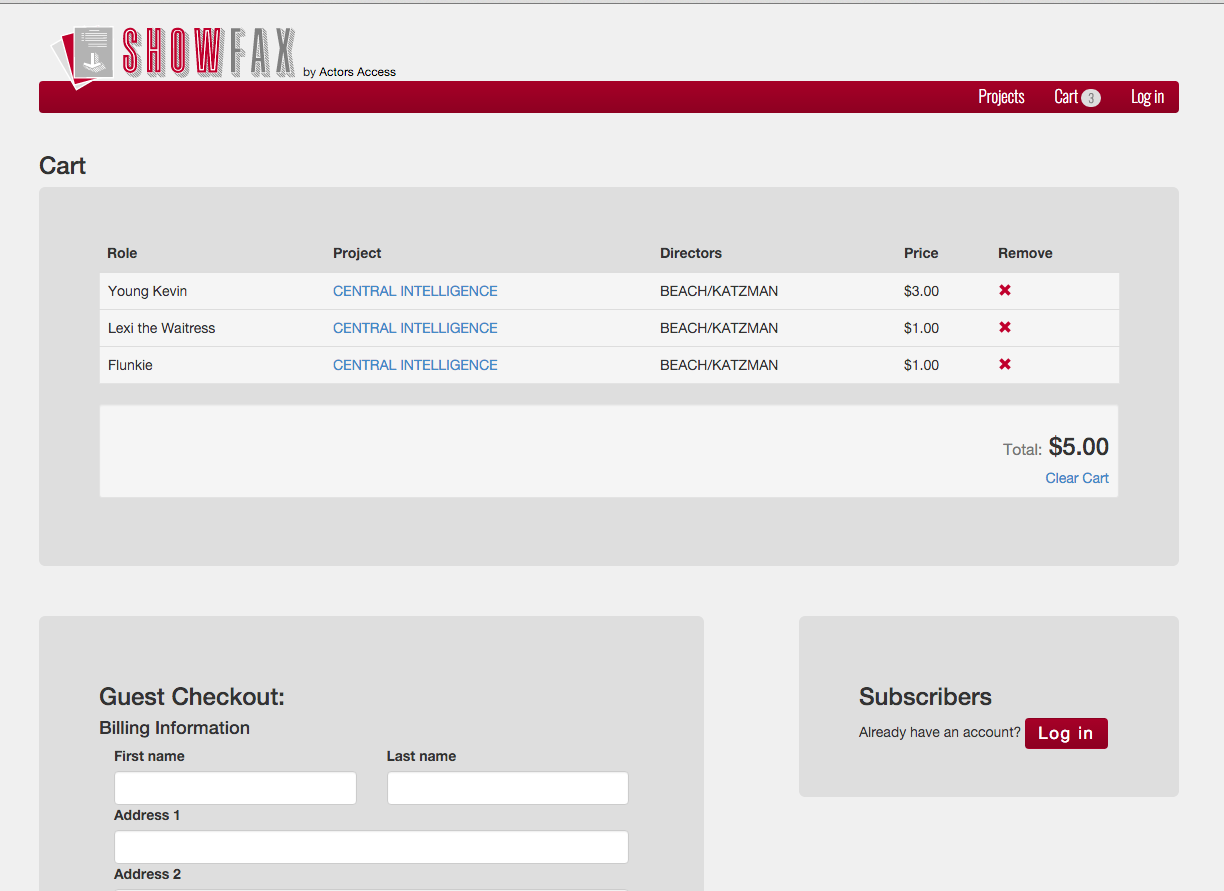 SHOWFAX by Actors Access
Projects Cart 3 Log in
Cart
Role Project Directors Price Remove
Young Kevin CENTRAL INTELLIGENCE BEACH/KATZMAN $3.00
Lexi the Waitress CENTRAL INTELLIGENCE BEACH/KATZMAN $1.00
Flunkie CENTRAL INTELLIGENCE BEACH/KATZMAN $1.00
Total: $5.00
Clear Cart
Guest Checkout:
Billing Information
First name Last name
Address 1
Address 2
Subscribers
Already have an account? Log in